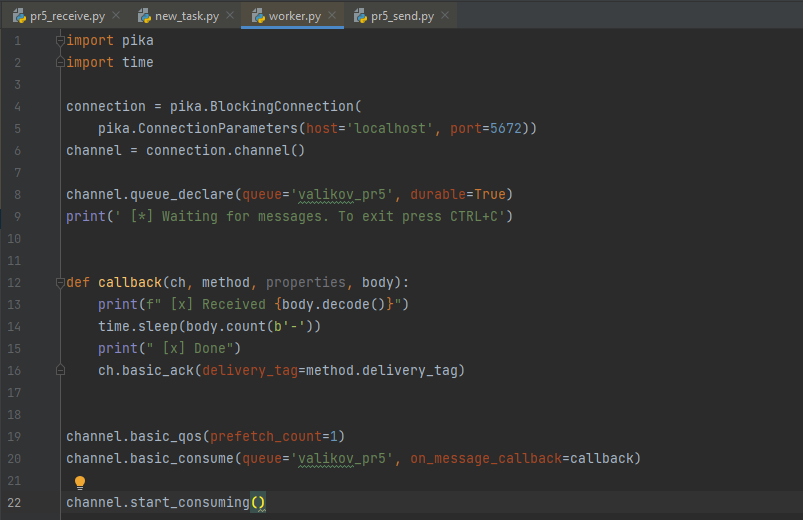 pr5_receive.py new_task.py worker.py pr5_send.py
1 import pika
2 import time
3
4 connection = pika.BlockingConnection(
5     pika.ConnectionParameters(host='localhost', port=5672))
6 channel = connection.channel()
7
8 channel.queue_declare(queue='valikov_pr5', durable=True)
9 print(' [*] Waiting for messages. To exit press CTRL+C')
10
11
12 def callback(ch, method, properties, body):
13     print(f" [x] Received {body.decode()}")
14     time.sleep(body.count(b'-'))
15     print(" [x] Done")
16     ch.basic_ack(delivery_tag=method.delivery_tag)
17
18
19 channel.basic_qos(prefetch_count=1)
20 channel.basic_consume(queue='valikov_pr5', on_message_callback=callback)
21
22 channel.start_consuming()